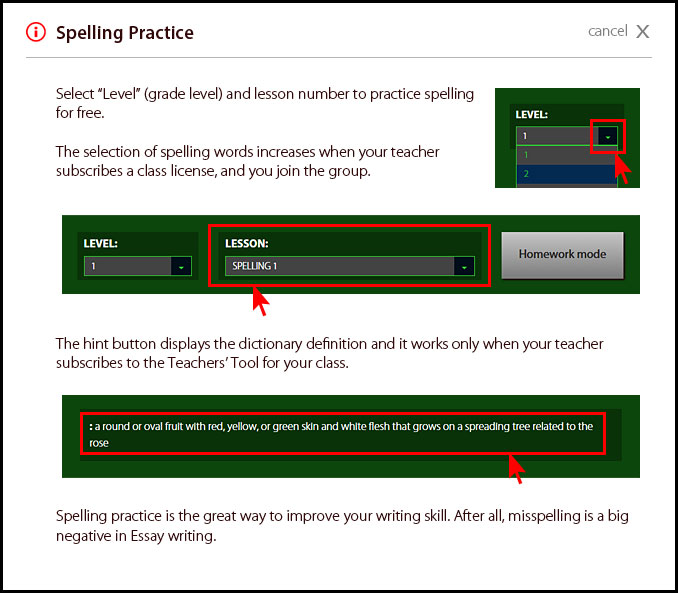 Spelling Practice
cancel X
Select “Level” (grade level) and lesson number to practice spelling
for free.
The selection of spelling words increases when your teacher
subscribes a class license, and you join the group.
LEVEL:
1
1
2
LEVEL:
1
LESSON:
SPELLING 1
Homework mode
The hint button displays the dictionary definition and it works only when your teacher
subscribes to the Teachers’ Tool for your class.
: a round or oval fruit with red, yellow, or green skin and white flesh that grows on a spreading tree related to the
rose
Spelling practice is the great way to improve your writing skill. After all, misspelling is a big
negative in Essay writing.